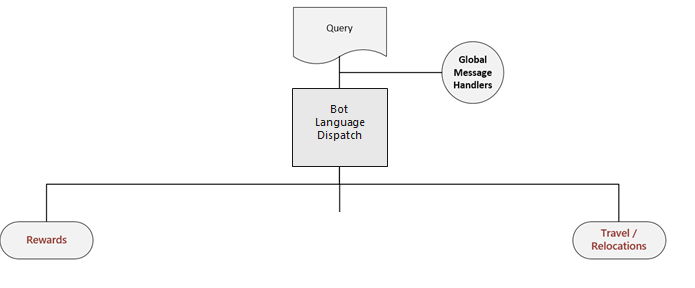 Query
Global
Message
Handlers
Bot
Language
Dispatch
Rewards
Travel /
Relocations